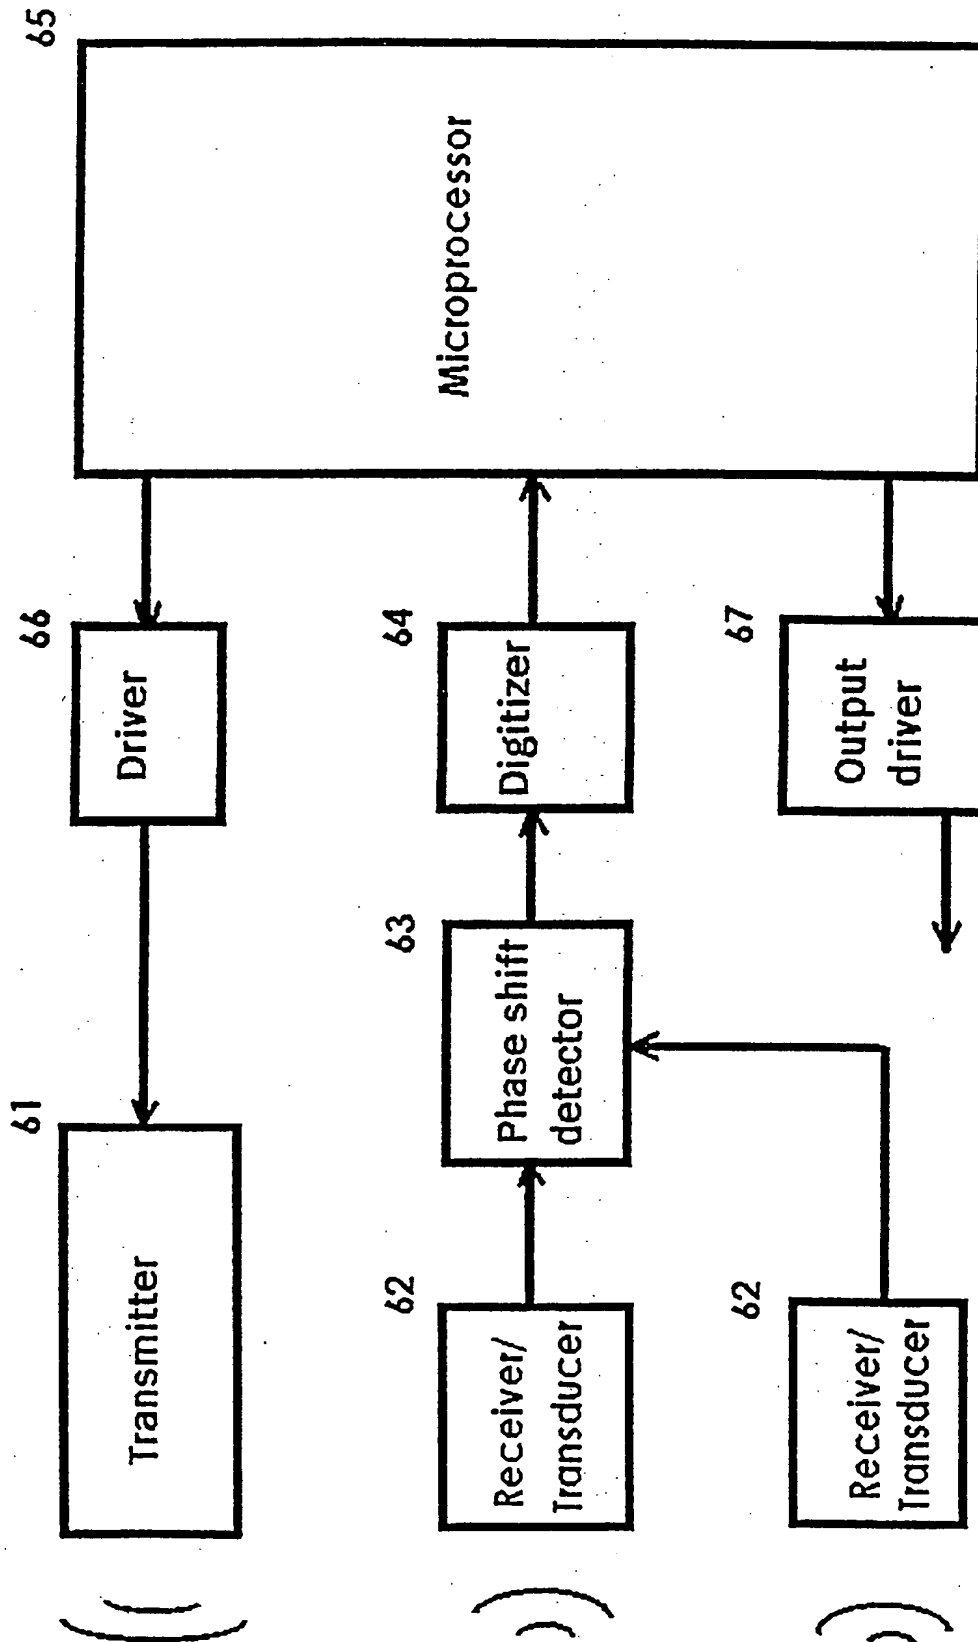 61
Transmitter
66
Driver
65
Microprocessor
62
Receiver/
Transducer
63
Phase shift
detector
64
Digitizer
62
Receiver/
Transducer
67
Output
driver